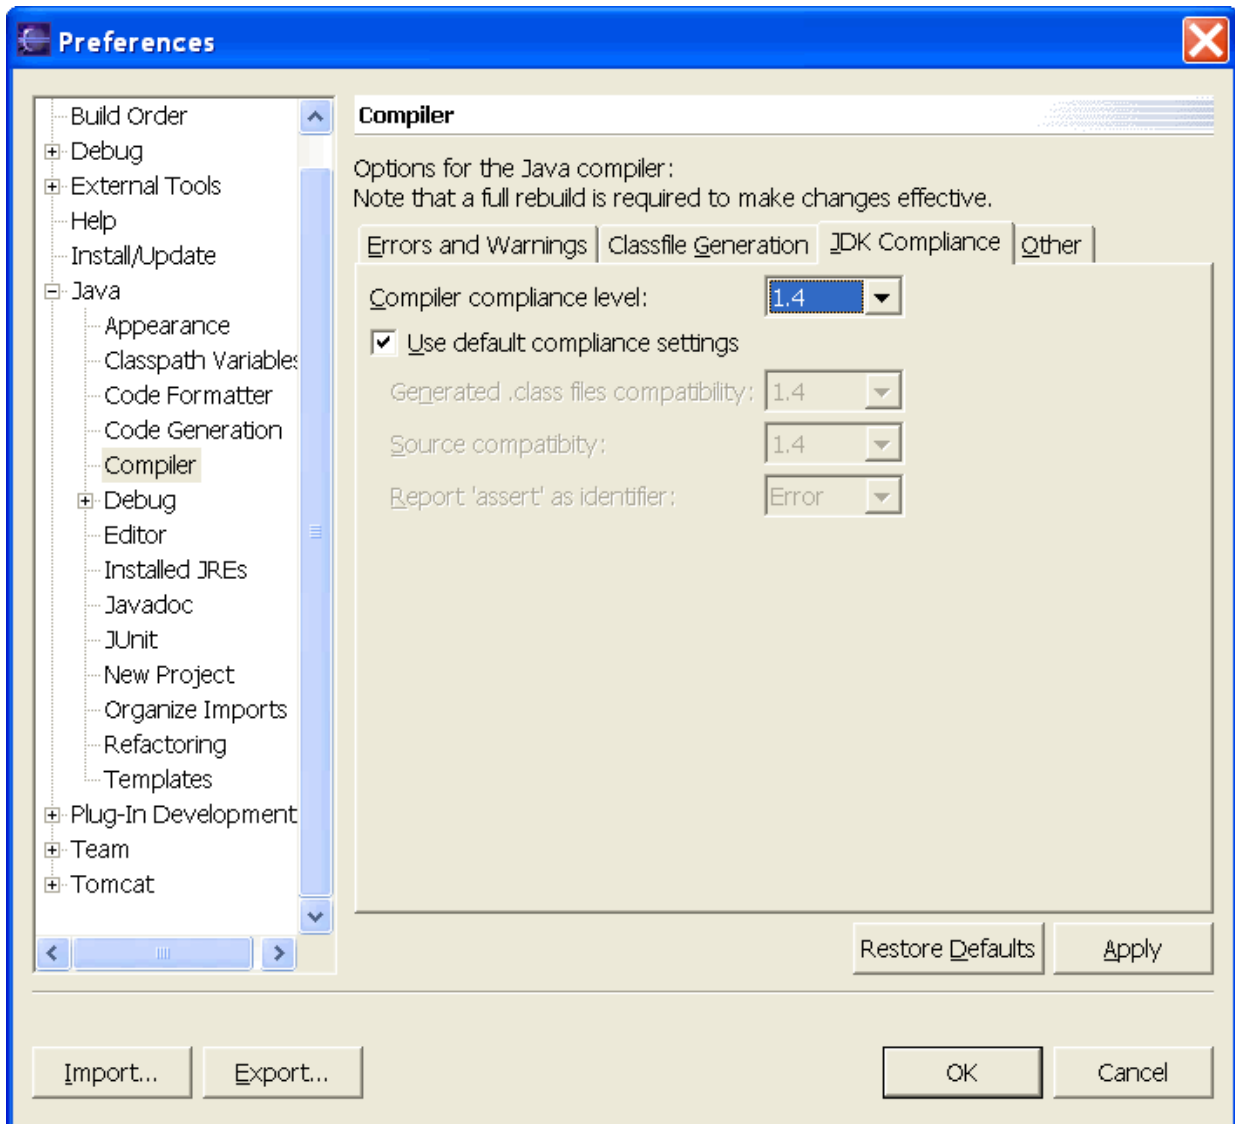 Preferences
Build Order
Debug
External Tools
Help
Install/Update
Java
Appearance
Classpath Variables
Code Formatter
Code Generation
Compiler
Debug
Editor
Installed JREs
Javadoc
JUnit
New Project
Organize Imports
Refactoring
Templates
Plug-In Development
Team
Tomcat
Compiler
Options for the Java compiler:
Note that a full rebuild is required to make changes effective.
Errors and Warnings Classfile Generation JDK Compliance Other
Compiler compliance level: 1.4
Use default compliance settings
Generated .class files compatibility: 1.4
Source compatibity: 1.4
Report 'assert' as identifier: Error
Restore Defaults Apply
Import... Export... OK Cancel